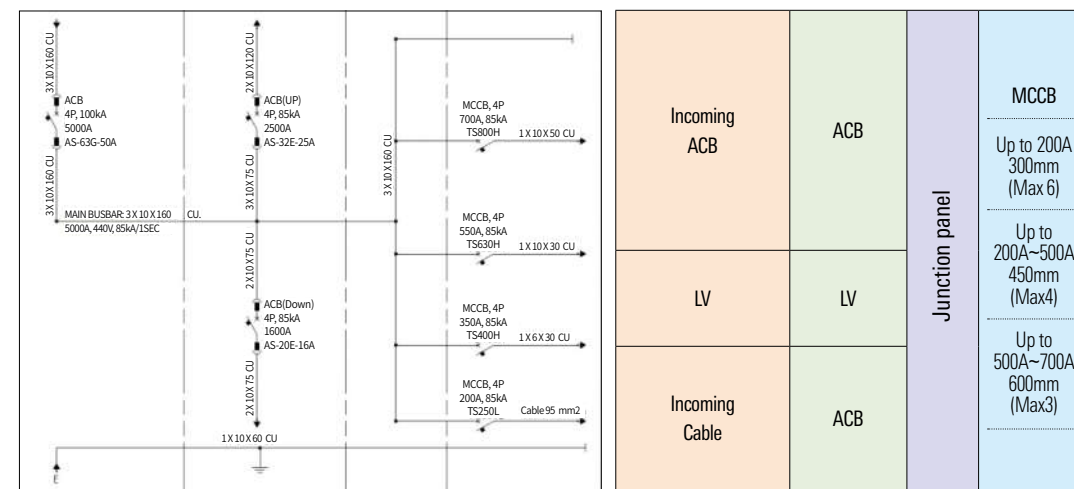 3 X 10 X160 CU
ACB
4P, 100kA
5000A
AS-63G-50A
3 X 10 X 160 CU
MAIN BUSBAR: 3 X 10 X 160 CU.
5000A, 440V, 85kA/1SEC
2 X 10 X120 CU
ACB(UP)
4P, 85kA
2500A
AS-32E-25A
3 X 10 X 75 CU
2 X 10 X75 CU
ACB(Down)
4P, 85kA
1600A
AS-20E-16A
2 X 10 X 75 CU
1 X 10 X 60 CU
E
3 X 10 X160 CU
MCCB, 4P
700A, 85kA
TS800H 1 X 10 X 50 CU
MCCB, 4P
550A, 85kA
TS630H 1 X 10 X 30 CU
MCCB, 4P
350A, 85kA
TS400H 1 X 6 X 30 CU
MCCB, 4P
200A, 85kA
TS250L Cable 95 mm2
Incoming
ACB
ACB
LV
LV
Incoming
Cable
ACB
Junction panel
MCCB
Up to 200A
300mm
(Max 6)
Up to
200A~500A
450mm
(Max4)
Up to
500A~700A
600mm
(Max3)